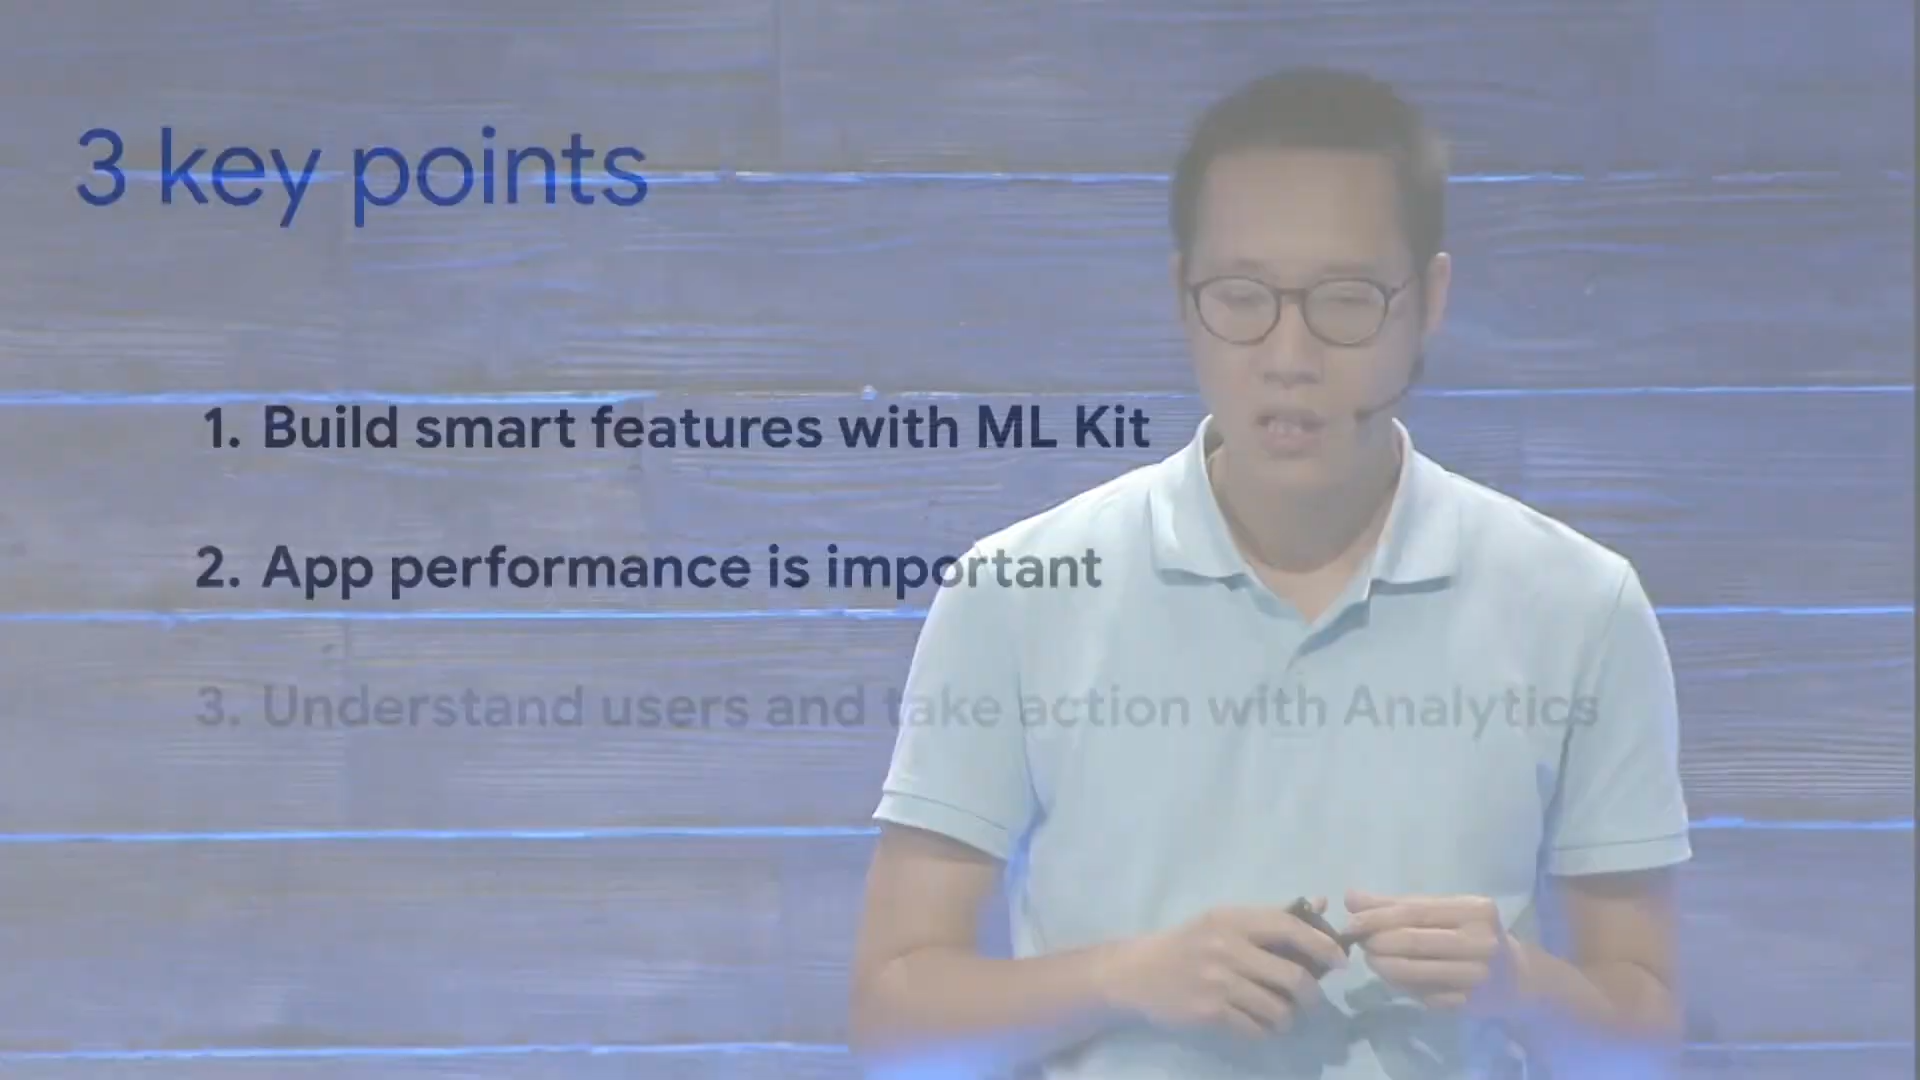 3 key points
1. Build smart features with ML Kit
2. App performance is important
3. Understand users and take action with Analytics